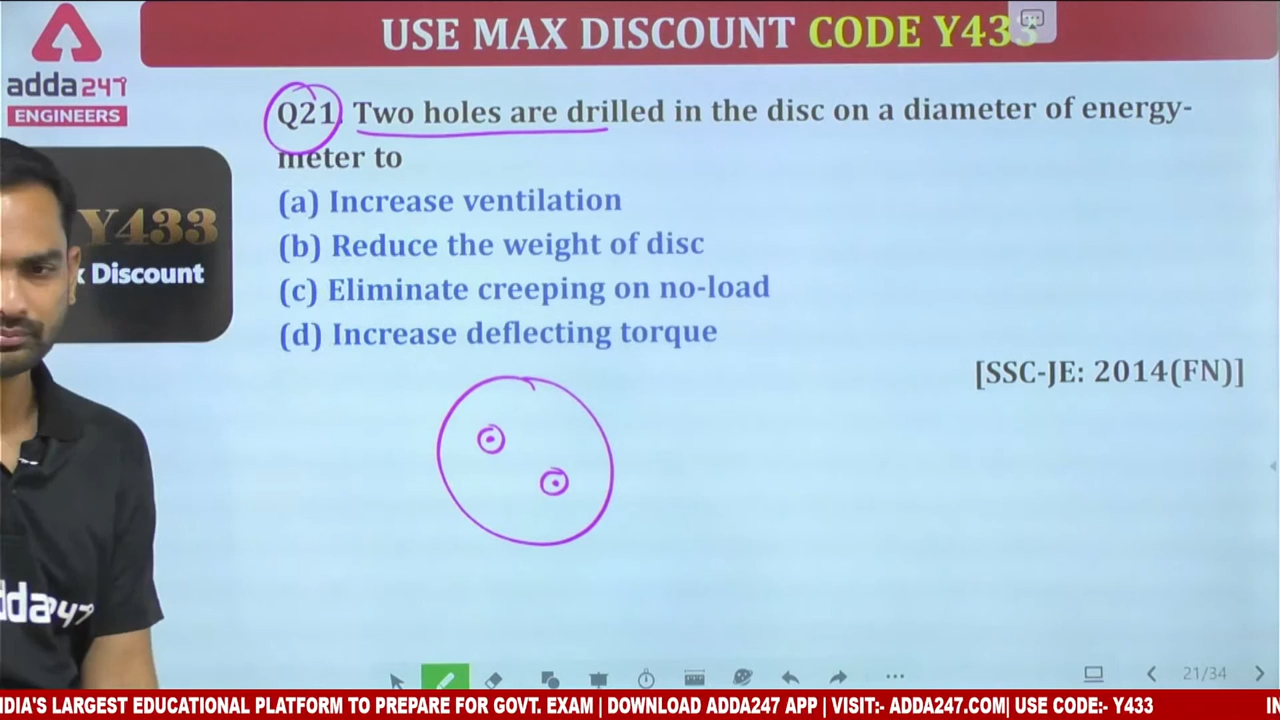 USE MAX DISCOUNT CODE Y433
adda247
ENGINEERS
Q21. Two holes are drilled in the disc on a diameter of energy-
meter to
(a) Increase ventilation
(b) Reduce the weight of disc
(c) Eliminate creeping on no-load
(d) Increase deflecting torque
[SSC-JE: 2014(FN)]
Y433
Discount
21/34
INDIA'S LARGEST EDUCATIONAL PLATFORM TO PREPARE FOR GOVT. EXAM | DOWNLOAD ADDA247 APP | VISIT:- ADDA247.COM| USE CODE:- Y433